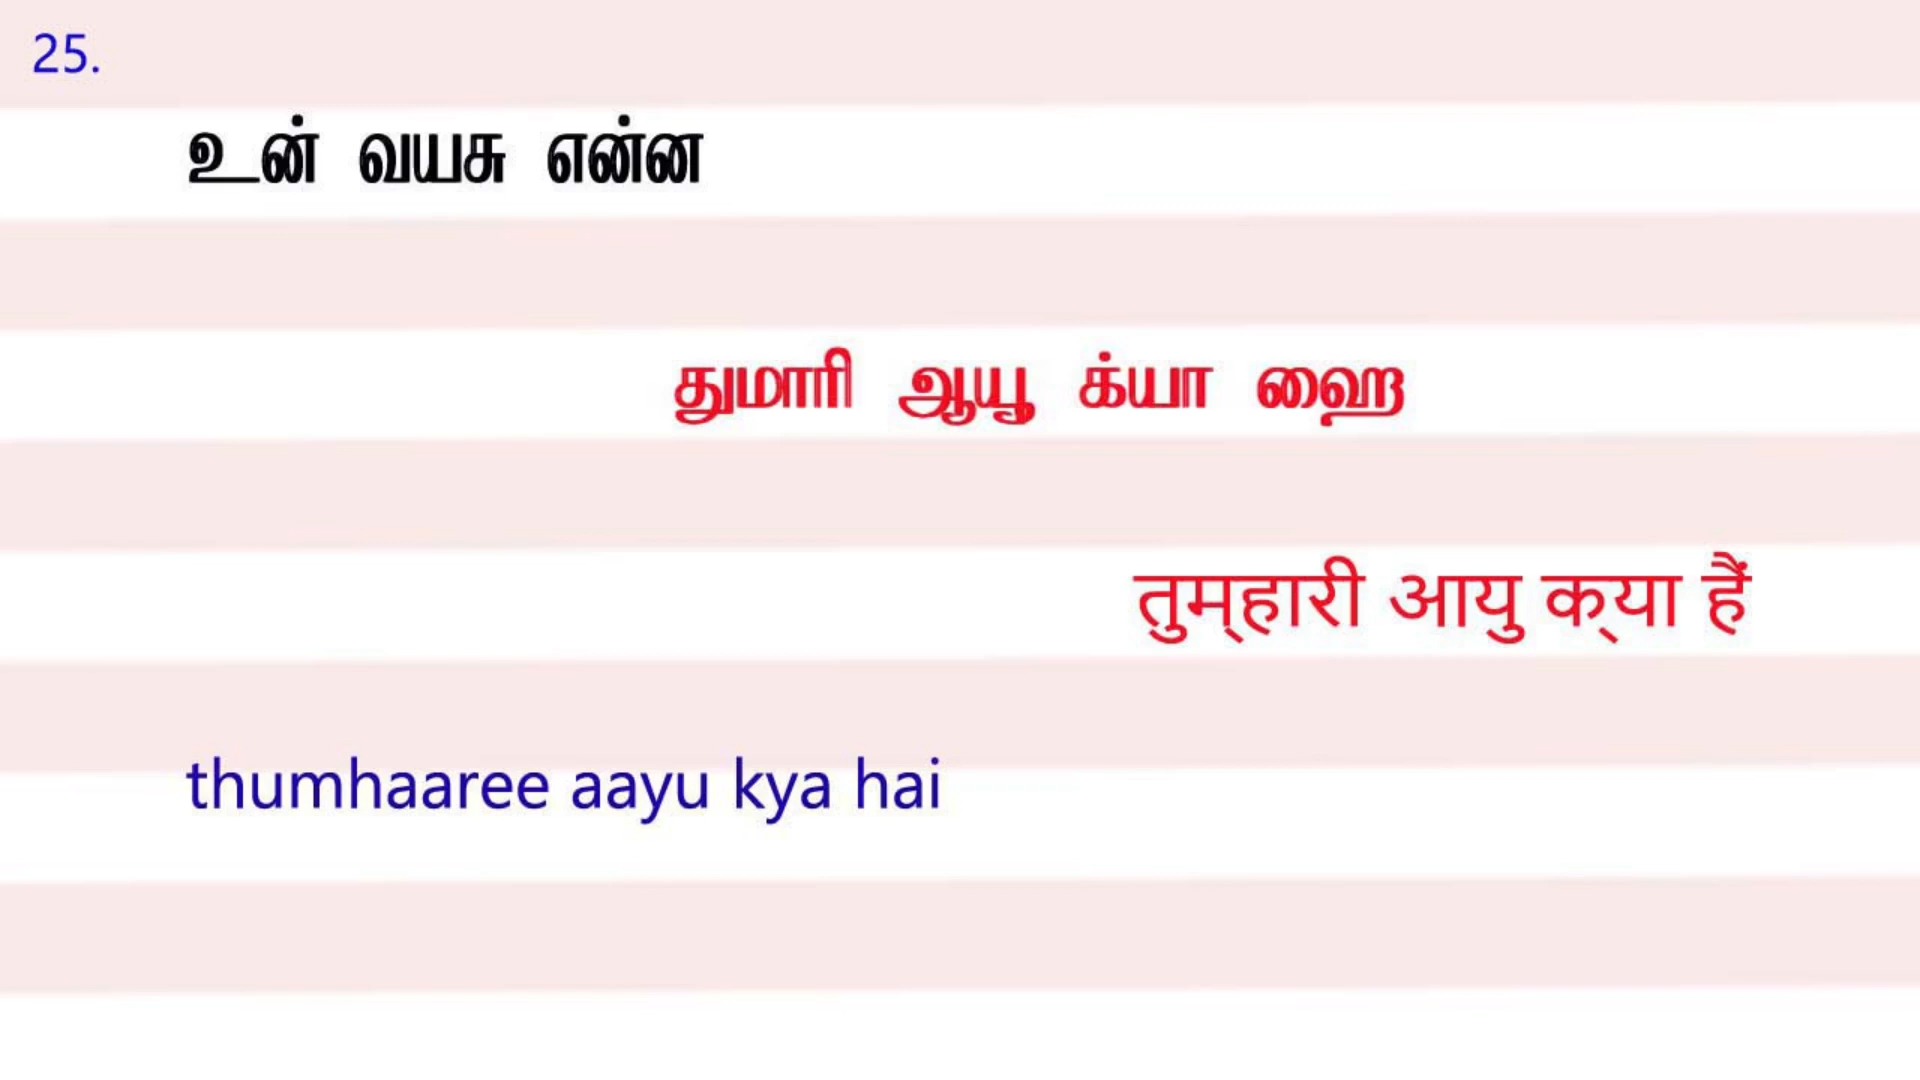 25.
உன் வயசு என்ன
துமாரி ஆயூ க்யா ஹை
तुम्‌हारी आयु क्‌या हैं
thumhaaree aayu kya hai